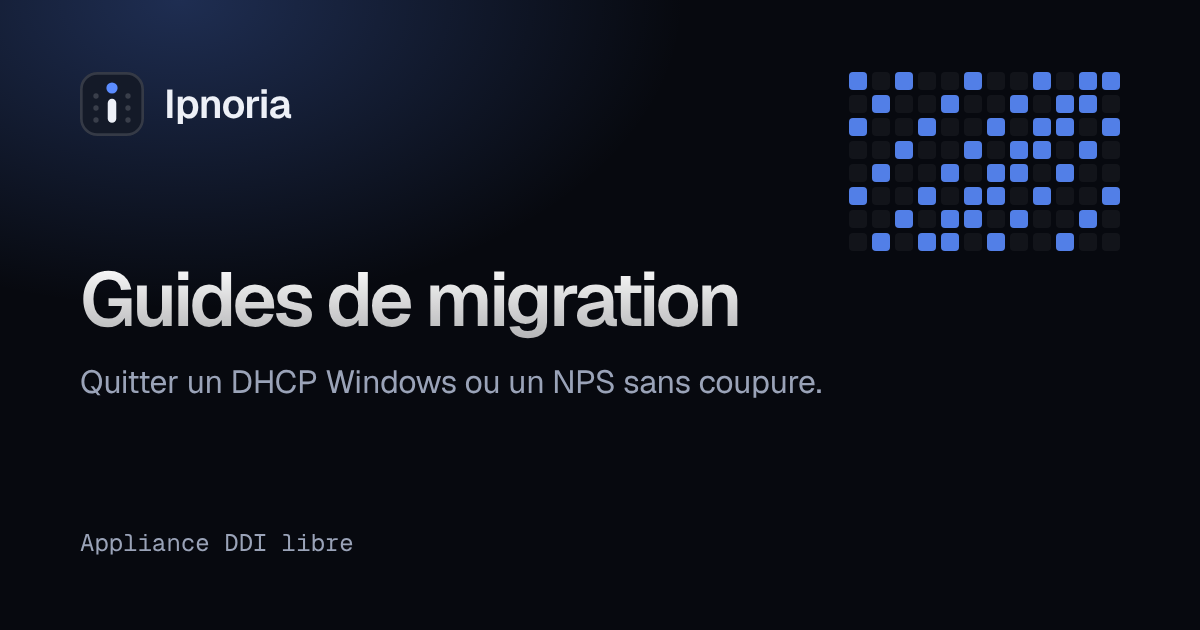 Ipnoria
Guides de migration
Quitter un DHCP Windows ou un NPS sans coupure.
Appliance DDI libre